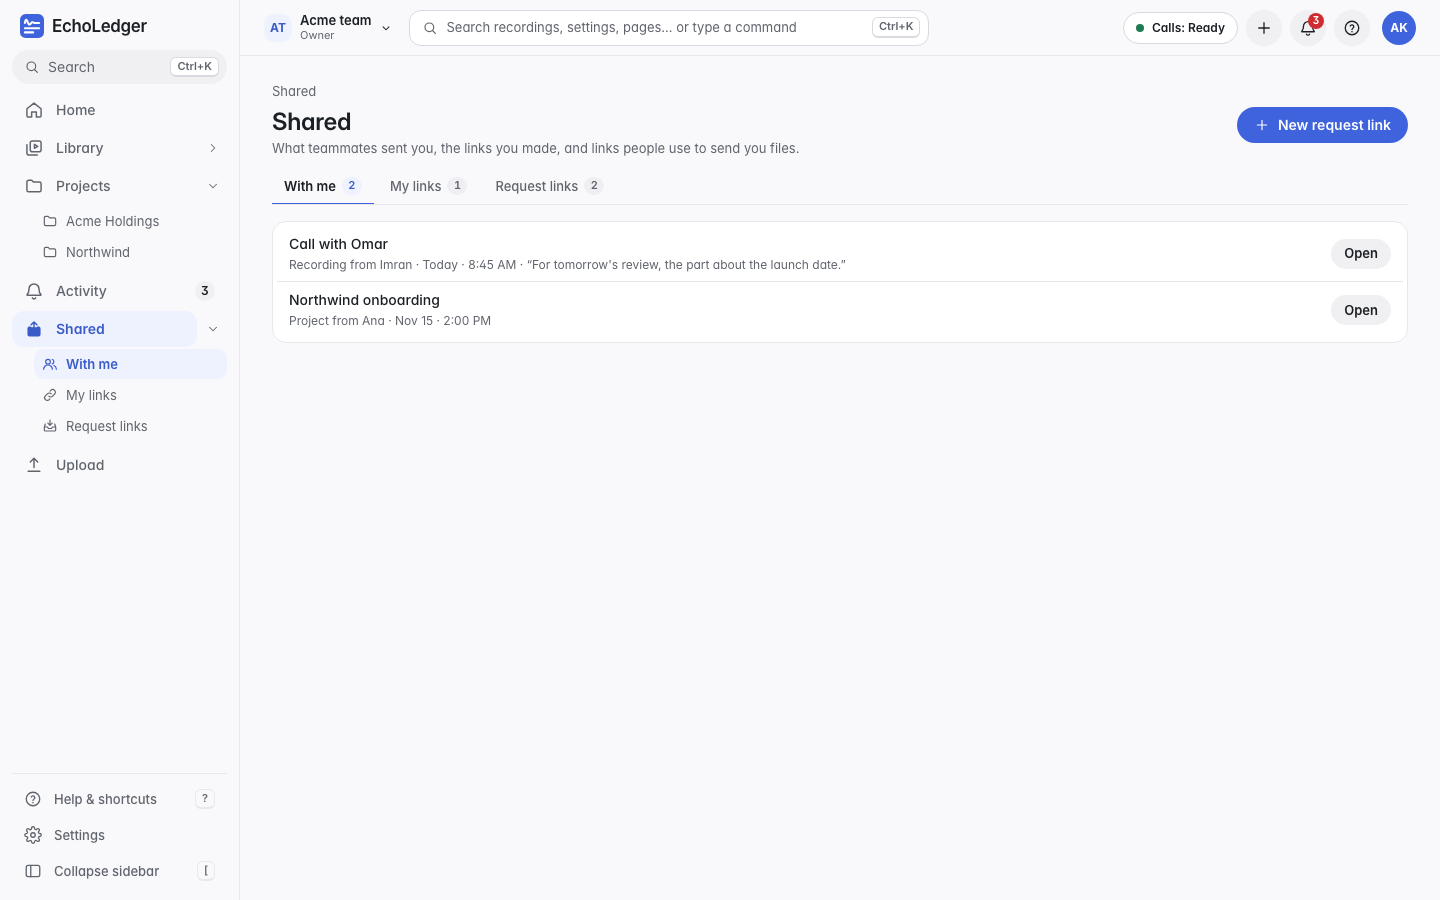 EchoLedger
Search Ctrl+K
Home
Library
Projects
Acme Holdings
Northwind
Activity 3
Shared
With me
My links
Request links
Upload
Help & shortcuts ?
Settings
Collapse sidebar [
AT Acme team
Owner
Search recordings, settings, pages... or type a command Ctrl+K
Calls: Ready
3
AK
Shared
Shared
What teammates sent you, the links you made, and links people use to send you files.
New request link
With me 2 My links 1 Request links 2
Call with Omar
Recording from Imran · Today · 8:45 AM · “For tomorrow's review, the part about the launch date.”
Open
Northwind onboarding
Project from Ana · Nov 15 · 2:00 PM
Open